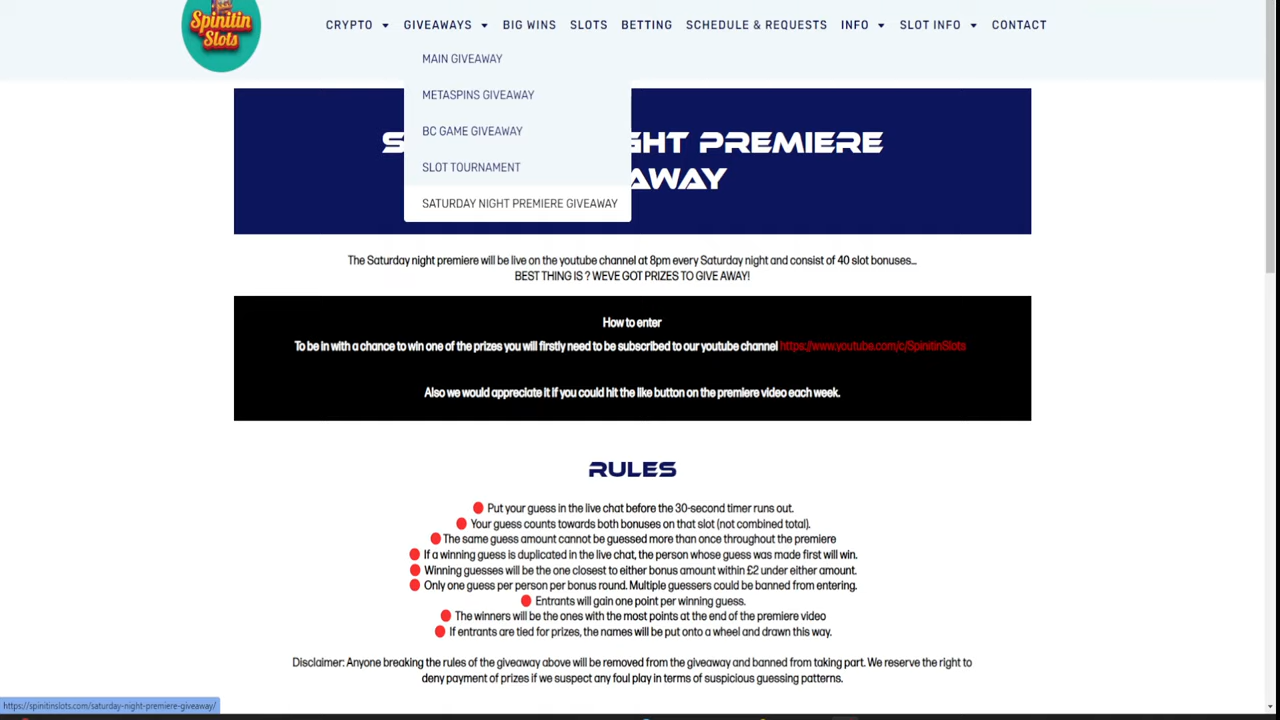 Spinitin
Slots
CRYPTO GIVEAWAYS BIG WINS SLOTS BETTING SCHEDULE & REQUESTS INFO SLOT INFO CONTACT
MAIN GIVEAWAY
METASPINS GIVEAWAY
BC GAME GIVEAWAY
SLOT TOURNAMENT
SATURDAY NIGHT PREMIERE GIVEAWAY
PREMIERE
The Saturday night premiere will be live on the youtube channel at 8pm every Saturday night and consist of 40 slot bonuses...
BEST THING IS ? WEVE GOT PRIZES TO GIVE AWAY!
How to enter
To be in with a chance to win one of the prizes you will firstly need to be subscribed to our youtube channel https://www.youtube.com/c/SpinitinSlots
Also we would appreciate it if you could hit the like button on the premiere video each week.
RULES
🔴 Put your guess in the live chat before the 30-second timer runs out.
🔴 Your guess counts towards both bonuses on that slot (not combined total).
🔴 The same guess amount cannot be guessed more than once throughout the premiere
🔴 If a winning guess is duplicated in the live chat, the person whose guess was made first will win.
🔴 Winning guesses will be the one closest to either bonus amount within £2 under either amount.
🔴 Only one guess per person per bonus round. Multiple guessers could be banned from entering.
🔴 Entrants will gain one point per winning guess.
🔴 The winners will be the ones with the most points at the end of the premiere video
🔴 If entrants are tied for prizes, the names will be put onto a wheel and drawn this way.
Disclaimer: Anyone breaking the rules of the giveaway above will be removed from the giveaway and banned from taking part. We reserve the right to
deny payment of prizes if we suspect any foul play in terms of suspicious guessing patterns.
https://spinitinslots.com/saturday-night-premiere-giveaway/